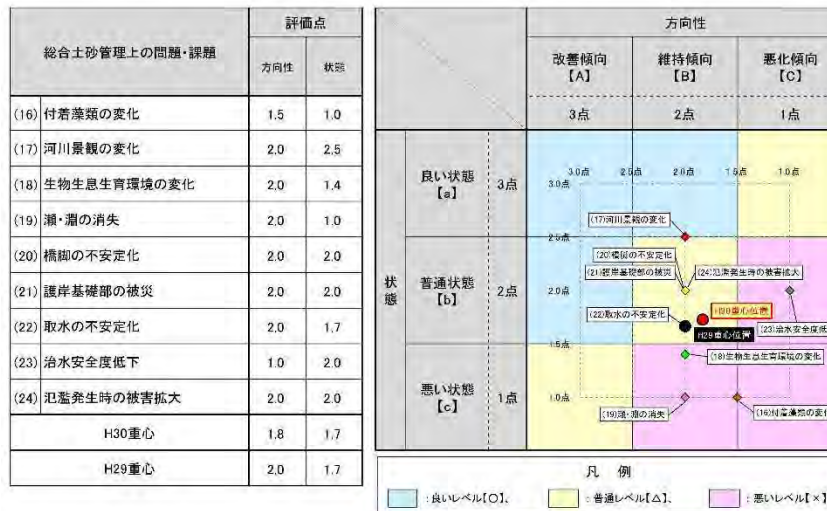 総合土砂管理上の問題・課題 評価点
方向性 状態
(16) 付着藻類の変化 1.5 1.0
(17) 河川景観の変化 2.0 2.5
(18) 生物生息生育環境の変化 2.0 1.4
(19) 瀬・淵の消失 2.0 1.0
(20) 橋脚の不安定化 2.0 2.0
(21) 護岸基礎部の被災 2.0 2.0
(22) 取水の不安定化 2.0 1.7
(23) 治水安全度低下 1.0 2.0
(24) 氾濫発生時の被害拡大 2.0 2.0
H30重心 1.8 1.7
H29重心 2.0 1.7
方向性
改善傾向 維持傾向 悪化傾向
【A】 【B】 【C】
3点 2点 1点
状態
良い状態
【a】
3点
普通状態
【b】
2点
悪い状態
【c】
1点
3.0点 2.5点 2.0点 1.5点 1.0点
3.0点
(17)河川景観の変化
2.5点
(20)橋脚の不安定化
(21)護岸基礎部の被災 (24)氾濫発生時の被害拡大
2.0点
H30重心位置
(22)取水の不安定化
H29重心位置 (23)治水安全度低
1.5点
(18)生物生息生育環境の変化
1.0点
(19)瀬・淵の消失 (16)付着藻類の変化
凡 例
：良いレベル【○】、 ：普通レベル【△】、 ：悪いレベル【×】